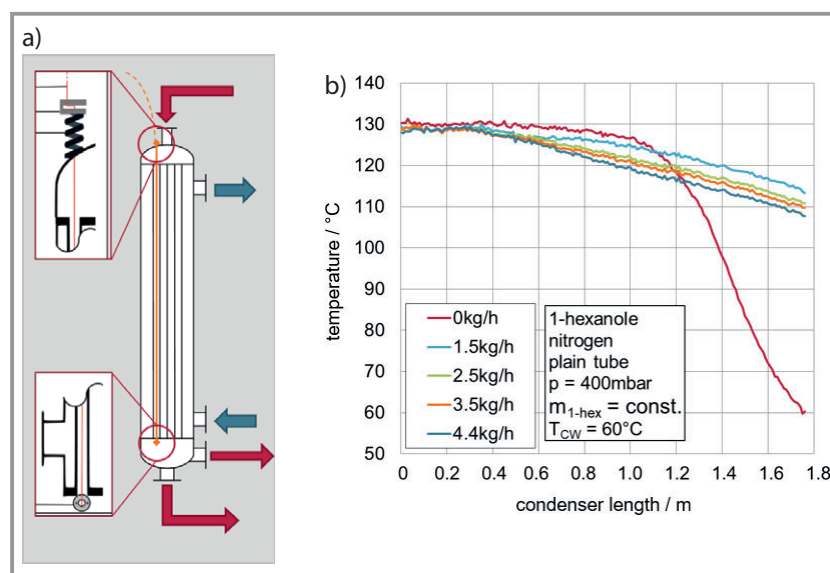 a)
b)
140
130
120
110
100
90
80
70
60
50
temperature / °C
0kg/h
1.5kg/h
2.5kg/h
3.5kg/h
4.4kg/h
1-hexanole
nitrogen
plain tube
p = 400mbar
m1-hex = const.
TCW = 60°C
0 0.2 0.4 0.6 0.8 1.0 1.2 1.4 1.6 1.8
condenser length / m